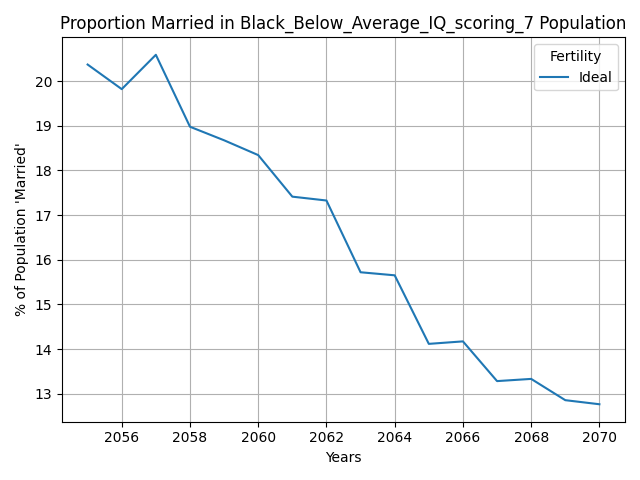 Proportion Married in Black_Below_Average_IQ_scoring_7 Population
Fertility
Ideal
% of Population 'Married'
20
19
18
17
16
15
14
13
2056 2058 2060 2062 2064 2066 2068 2070
Years